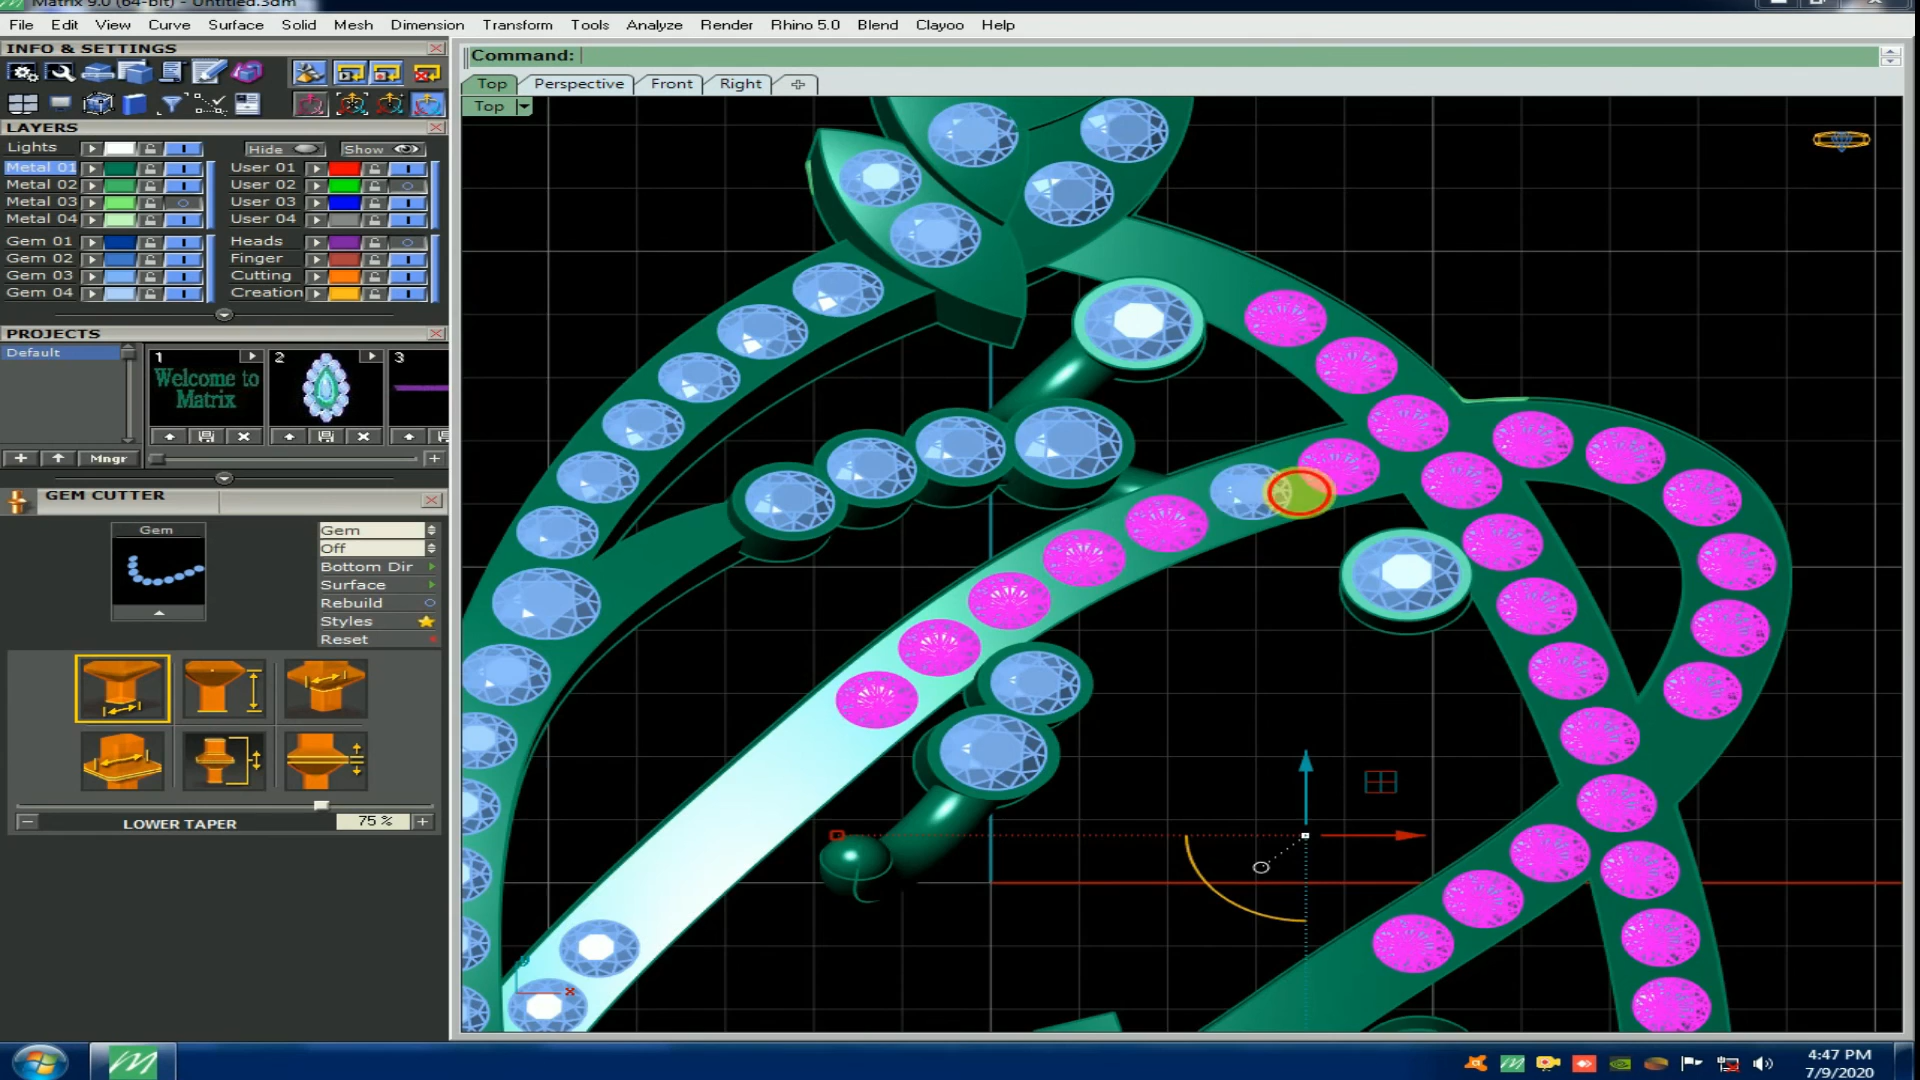 Matrix 9.0 (64-bit) - Untitled.3dm
File Edit View Curve Surface Solid Mesh Dimension Transform Tools Analyze Render Rhino 5.0 Blend Clayoo Help
INFO & SETTINGS
Command:
Top Perspective Front Right
Top
LAYERS
Lights Hide Show
Metal 01 User 01
Metal 02 User 02
Metal 03 User 03
Metal 04 User 04
Gem 01 Heads
Gem 02 Finger
Gem 03 Cutting
Gem 04 Creation
PROJECTS
Default
1 2 3
Welcome to
Matrix
+ Mngr +
GEM CUTTER
Gem
Gem
Off
Bottom Dir
Surface
Rebuild
Styles
Reset
LOWER TAPER 75 %
x
4:47 PM
7/9/2020